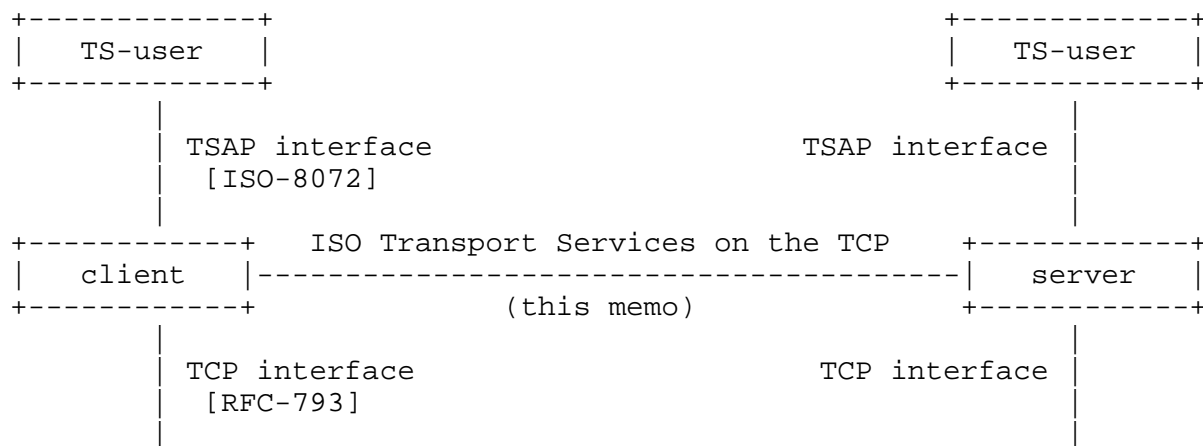 TS-user TS-user
TSAP interface TSAP interface
[ISO-8072]
ISO Transport Services on the TCP
client server
(this memo)
TCP interface TCP interface
[RFC-793]